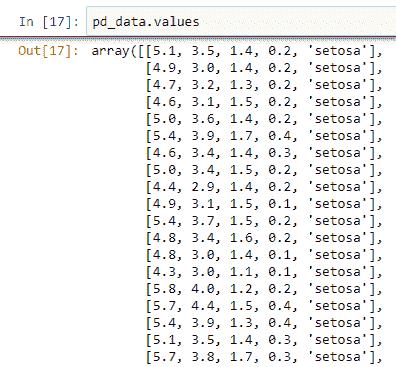 In [17]: pd_data.values
Out[17]: array([[5.1, 3.5, 1.4, 0.2, 'setosa'],
[4.9, 3.0, 1.4, 0.2, 'setosa'],
[4.7, 3.2, 1.3, 0.2, 'setosa'],
[4.6, 3.1, 1.5, 0.2, 'setosa'],
[5.0, 3.6, 1.4, 0.2, 'setosa'],
[5.4, 3.9, 1.7, 0.4, 'setosa'],
[4.6, 3.4, 1.4, 0.3, 'setosa'],
[5.0, 3.4, 1.5, 0.2, 'setosa'],
[4.4, 2.9, 1.4, 0.2, 'setosa'],
[4.9, 3.1, 1.5, 0.1, 'setosa'],
[5.4, 3.7, 1.5, 0.2, 'setosa'],
[4.8, 3.4, 1.6, 0.2, 'setosa'],
[4.8, 3.0, 1.4, 0.1, 'setosa'],
[4.3, 3.0, 1.1, 0.1, 'setosa'],
[5.8, 4.0, 1.2, 0.2, 'setosa'],
[5.7, 4.4, 1.5, 0.4, 'setosa'],
[5.4, 3.9, 1.3, 0.4, 'setosa'],
[5.1, 3.5, 1.4, 0.3, 'setosa'],
[5.7, 3.8, 1.7, 0.3, 'setosa'],